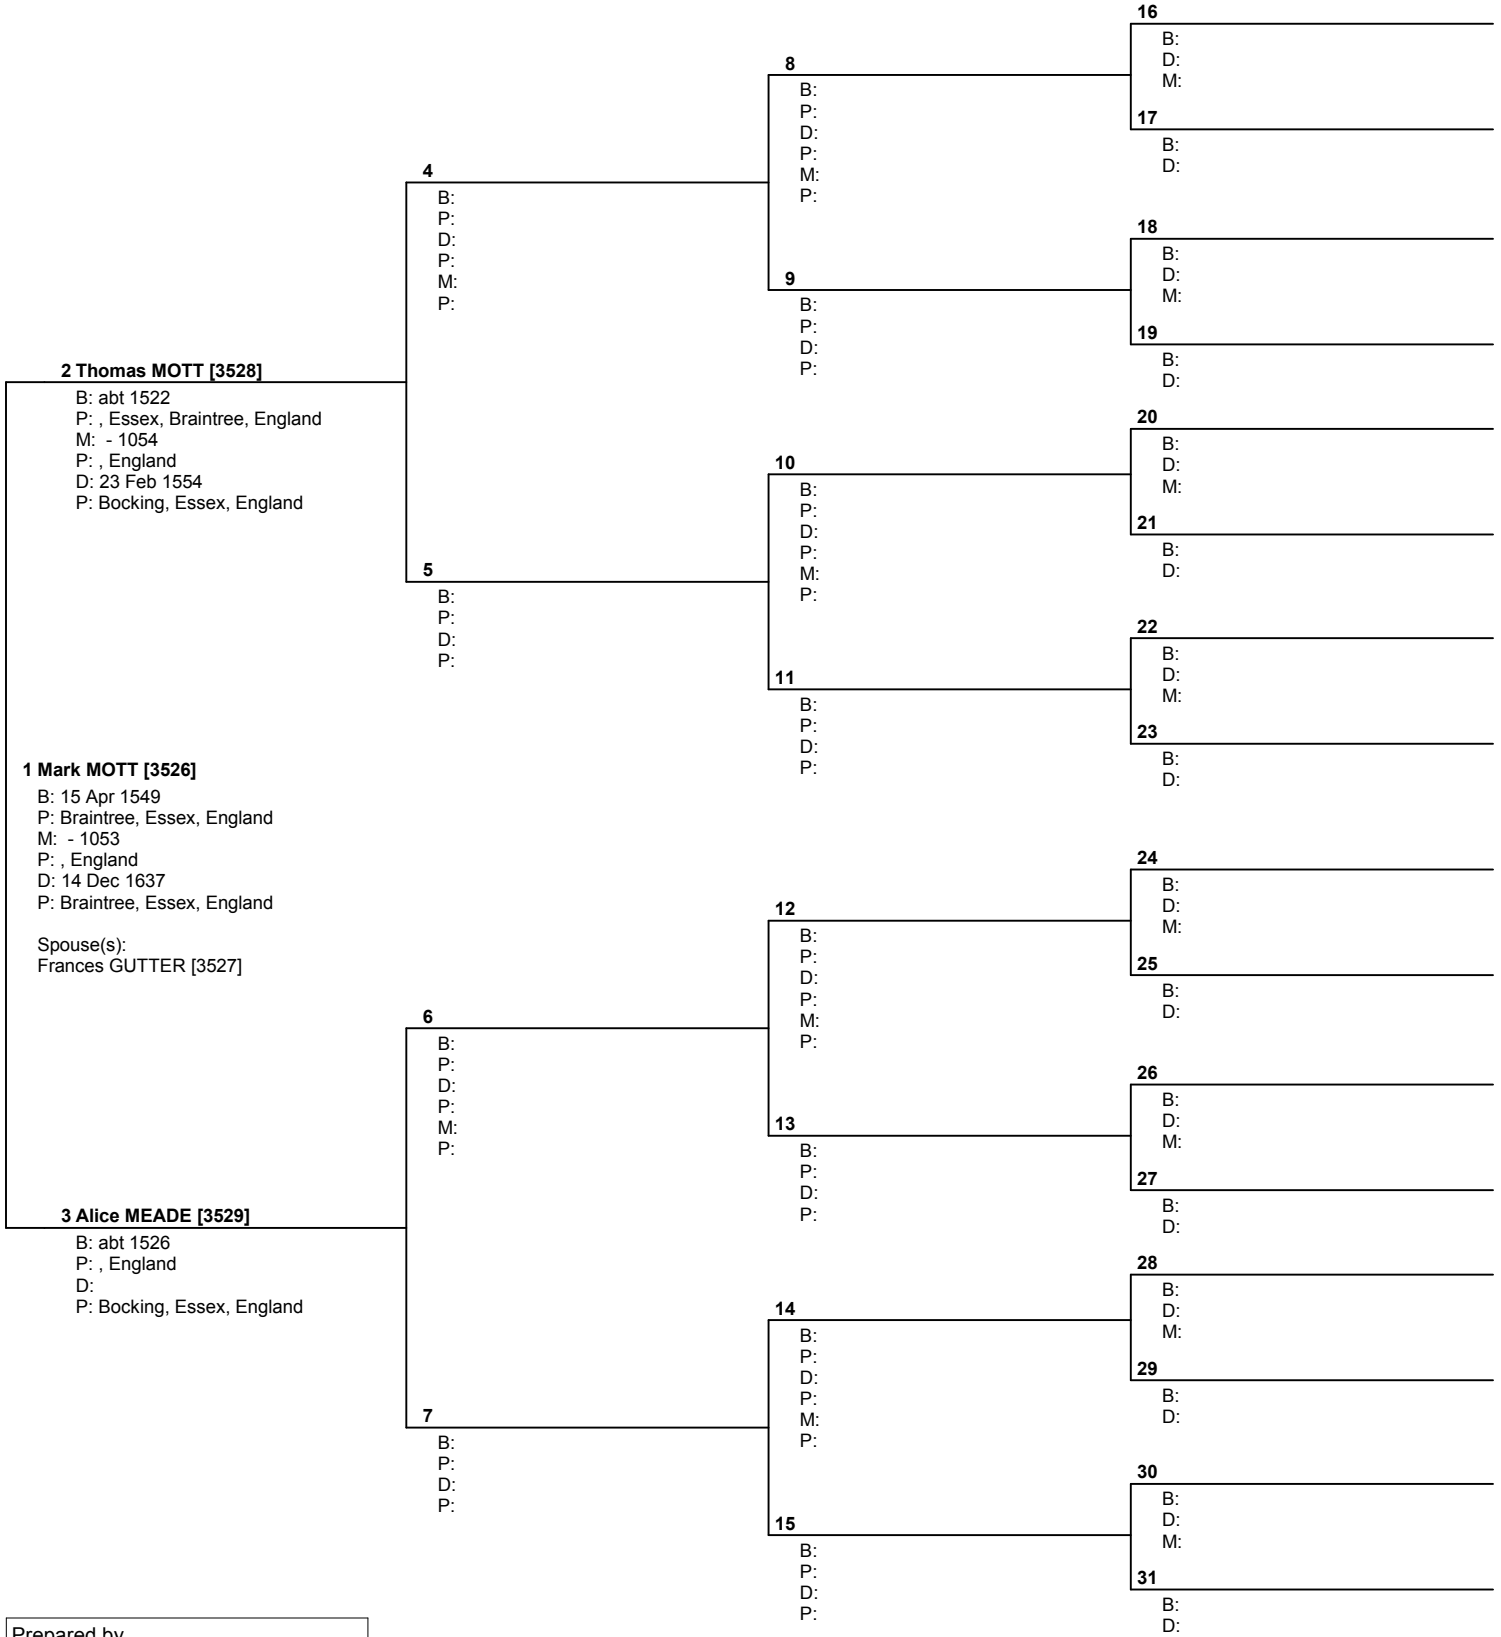 16
B:
D:
M:
8
B:
P:
D:
P:
M:
P:
17
B:
D:
4
B:
P:
D:
P:
M:
P:
18
B:
D:
M:
9
B:
P:
D:
P:
19
B:
D:
2 Thomas MOTT [3528]
B: abt 1522
P: , Essex, Braintree, England
M:  - 1054
P: , England
D: 23 Feb 1554
P: Bocking, Essex, England
20
B:
D:
M:
10
B:
P:
D:
P:
M:
P:
21
B:
D:
5
B:
P:
D:
P:
22
B:
D:
M:
11
B:
P:
D:
P:
23
B:
D:
1 Mark MOTT [3526]
B: 15 Apr 1549
P: Braintree, Essex, England
M:  - 1053
P: , England
D: 14 Dec 1637
P: Braintree, Essex, England
Spouse(s):
Frances GUTTER [3527]
24
B:
D:
M:
12
B:
P:
D:
P:
M:
P:
25
B:
D:
6
B:
P:
D:
P:
M:
P:
26
B:
D:
M:
13
B:
P:
D:
P:
27
B:
D:
3 Alice MEADE [3529]
B: abt 1526
P: , England
D:
P: Bocking, Essex, England
28
B:
D:
M:
14
B:
P:
D:
P:
M:
P:
29
B:
D:
7
B:
P:
D:
P:
30
B:
D:
M:
15
B:
P:
D:
P:
31
B:
D:
Prepared by